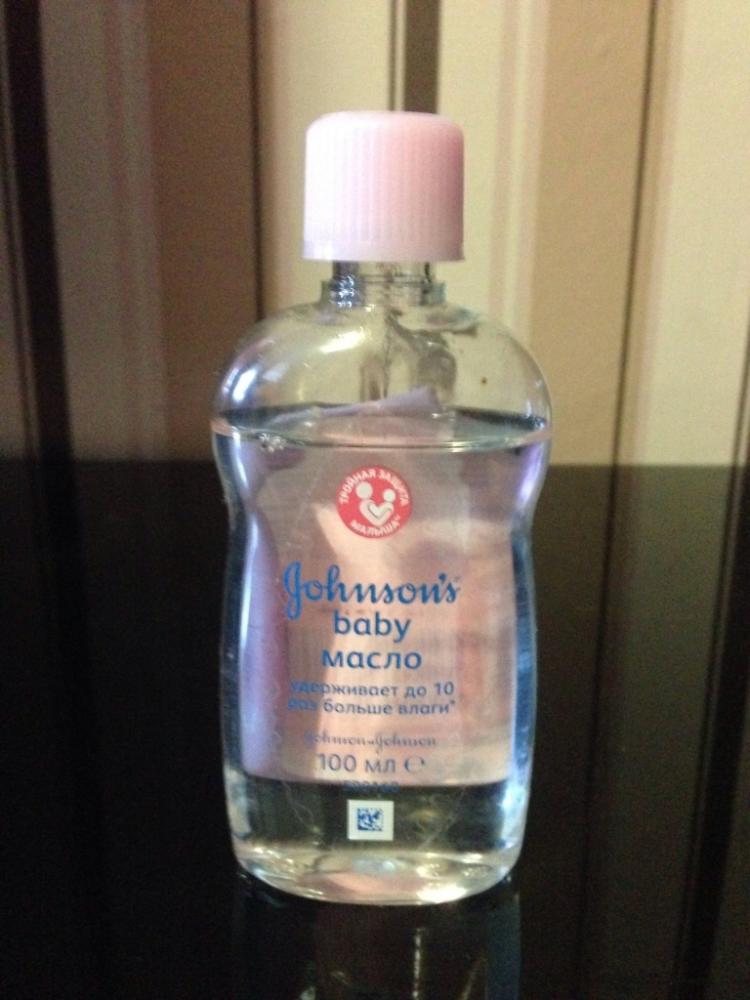 ТРОЙНАЯ ЗАЩИТА
МАЛЫША
Johnson's
baby
масло
удерживает до 10
раз больше влаги*
Johnson & Johnson
100 мл ℮